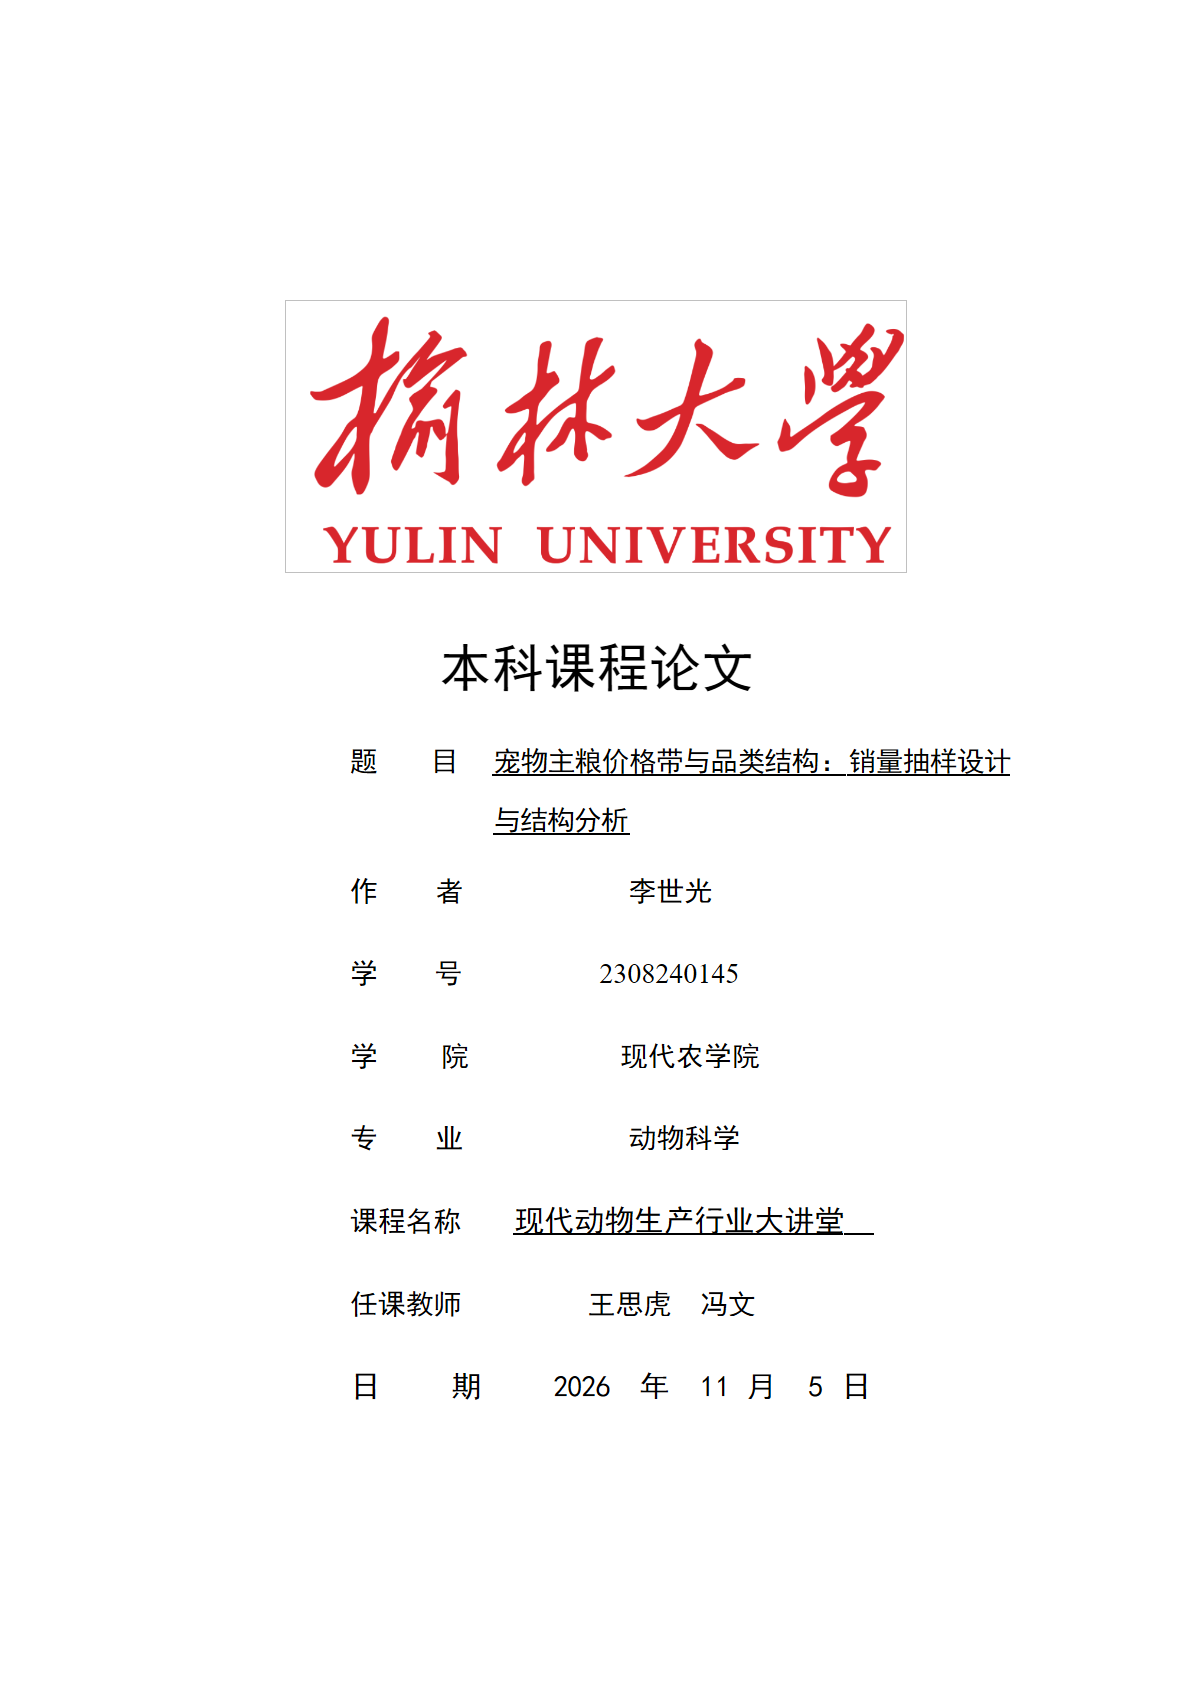 榆林大学
YULIN UNIVERSITY
本科课程论文
题 目 宠物主粮价格带与品类结构：销量抽样设计
与结构分析
作 者 李世光
学 号 2308240145
学 院 现代农学院
专 业 动物科学
课程名称 现代动物生产行业大讲堂
任课教师 王思虎 冯文
日 期 2026 年 11 月 5 日